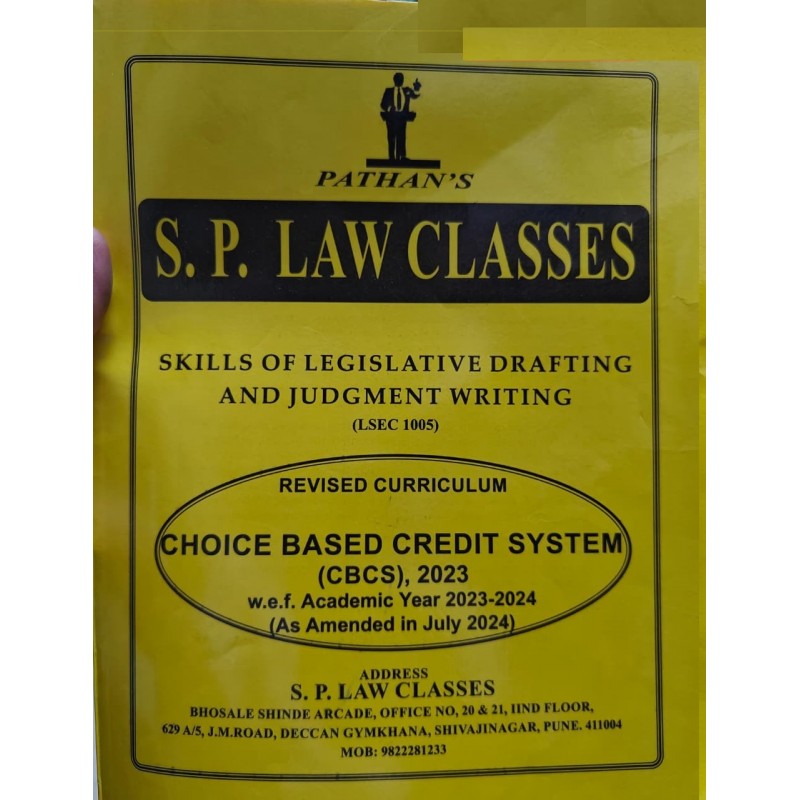 PATHAN'S
S. P. LAW CLASSES
SKILLS OF LEGISLATIVE DRAFTING
AND JUDGMENT WRITING
(LSEC 1005)
REVISED CURRICULUM
CHOICE BASED CREDIT SYSTEM
(CBCS), 2023
w.e.f. Academic Year 2023-2024
(As Amended in July 2024)
ADDRESS
S. P. LAW CLASSES
BHOSALE SHINDE ARCADE, OFFICE NO, 20 & 21, IIND FLOOR,
629 A/5, J.M.ROAD, DECCAN GYMKHANA, SHIVAJINAGAR, PUNE. 411004
MOB: 9822281233